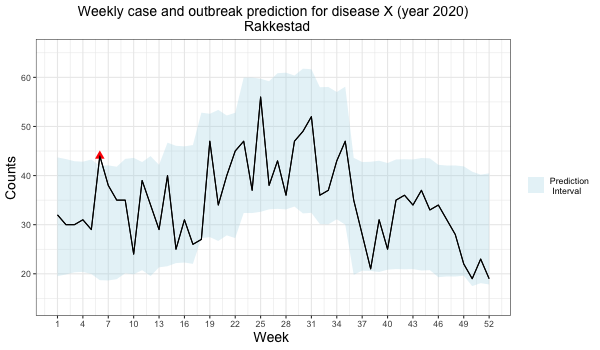 Weekly case and outbreak prediction for disease X (year 2020)
Rakkestad
Counts
60
50
40
30
20
1 4 7 10 13 16 19 22 25 28 31 34 37 40 43 46 49 52
Week
Prediction
Interval